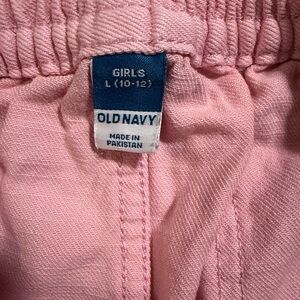 GIRLS
L (10-12)
OLD NAVY
MADE IN
PAKISTAN